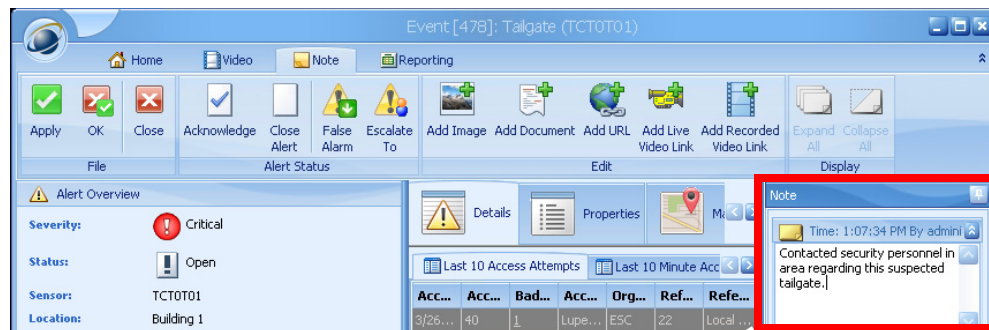 Event [478]: Tailgate (TCT0T01)
Home Video Note Reporting
Apply OK Close Acknowledge Close Alert False Alarm Escalate To Add Image Add Document Add URL Add Live Video Link Add Recorded Video Link Expand All Collapse All
File Alert Status Edit Display
Alert Overview
Severity: Critical
Status: Open
Sensor: TCT0T01
Location: Building 1
Details Properties
Last 10 Access Attempts Last 10 Minute Acc
Acc... Acc... Bad... Acc... Org... Ref... Refe...
3/26... 40 1 Lupe... ESC 22 Local ...
Note
Time: 1:07:34 PM By admini
Contacted security personnel in
area regarding this suspected
tailgate.